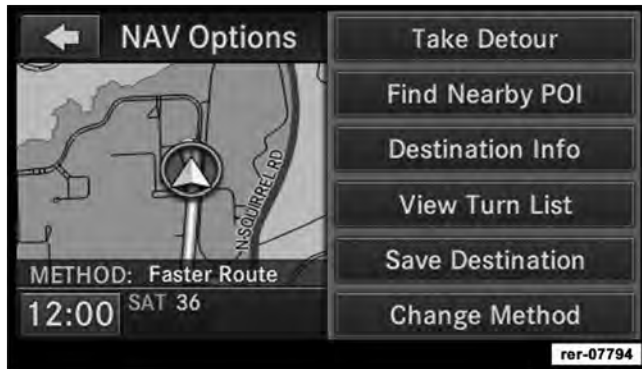 NAV Options
Take Detour
Find Nearby POI
Destination Info
View Turn List
Save Destination
Change Method
N SQUIRREL RD
METHOD: Faster Route
12:00
SAT 36
rer-07794